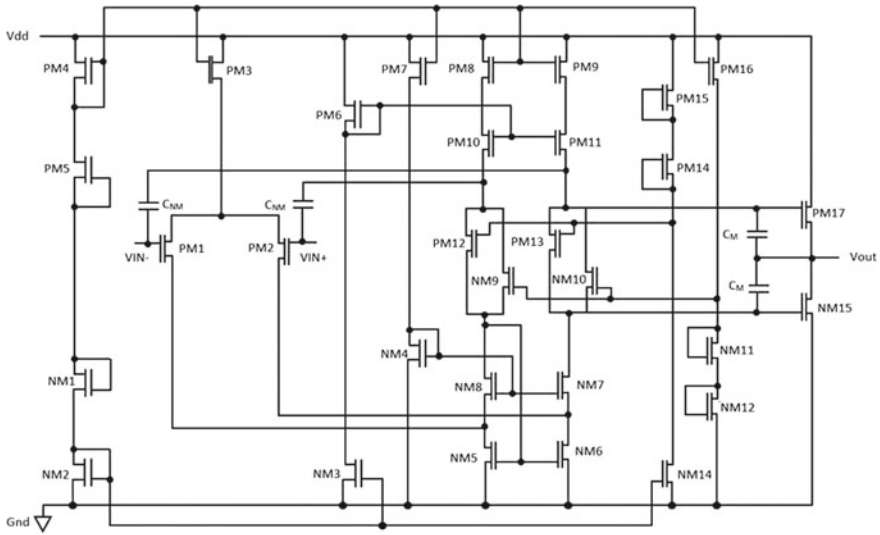 Vdd
PM4
PM3
PM7
PM8
PM9
PM16
PM6
PM15
PM10
PM11
PM5
PM14
CNM
CNM
PM17
PM1
PM2
PM12
PM13
CM
VIN-
VIN+
Vout
NM9
NM10
CM
NM15
NM4
NM11
NM1
NM8
NM7
NM12
NM5
NM6
NM2
NM3
NM14
Gnd